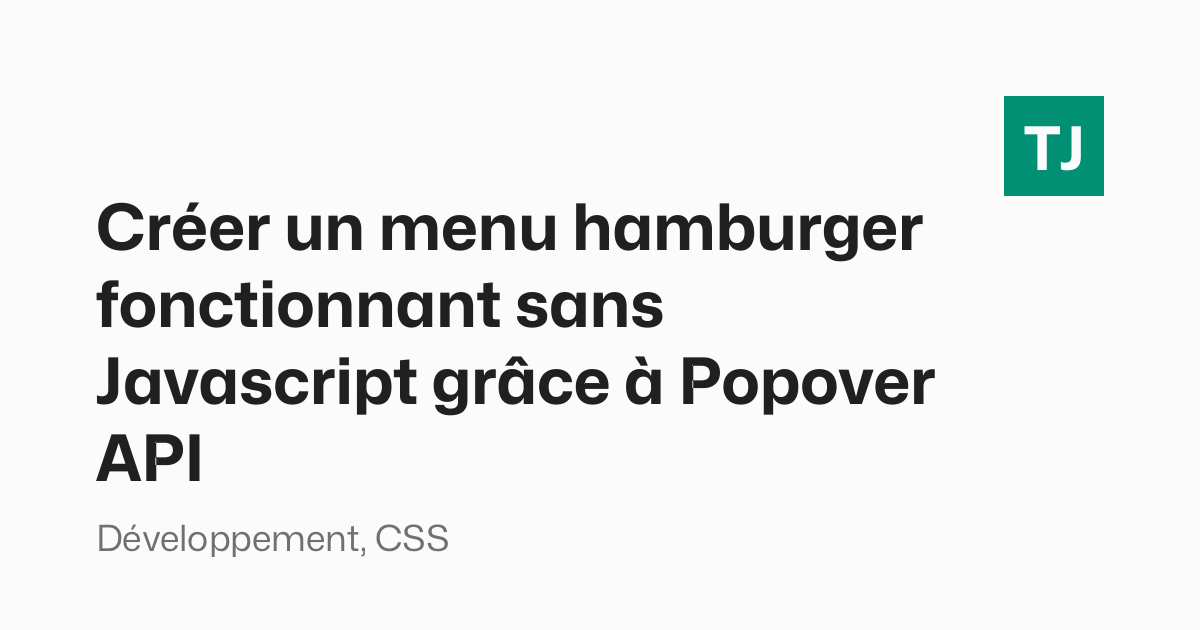 TJ
Créer un menu hamburger
fonctionnant sans
Javascript grâce à Popover
API
Développement, CSS